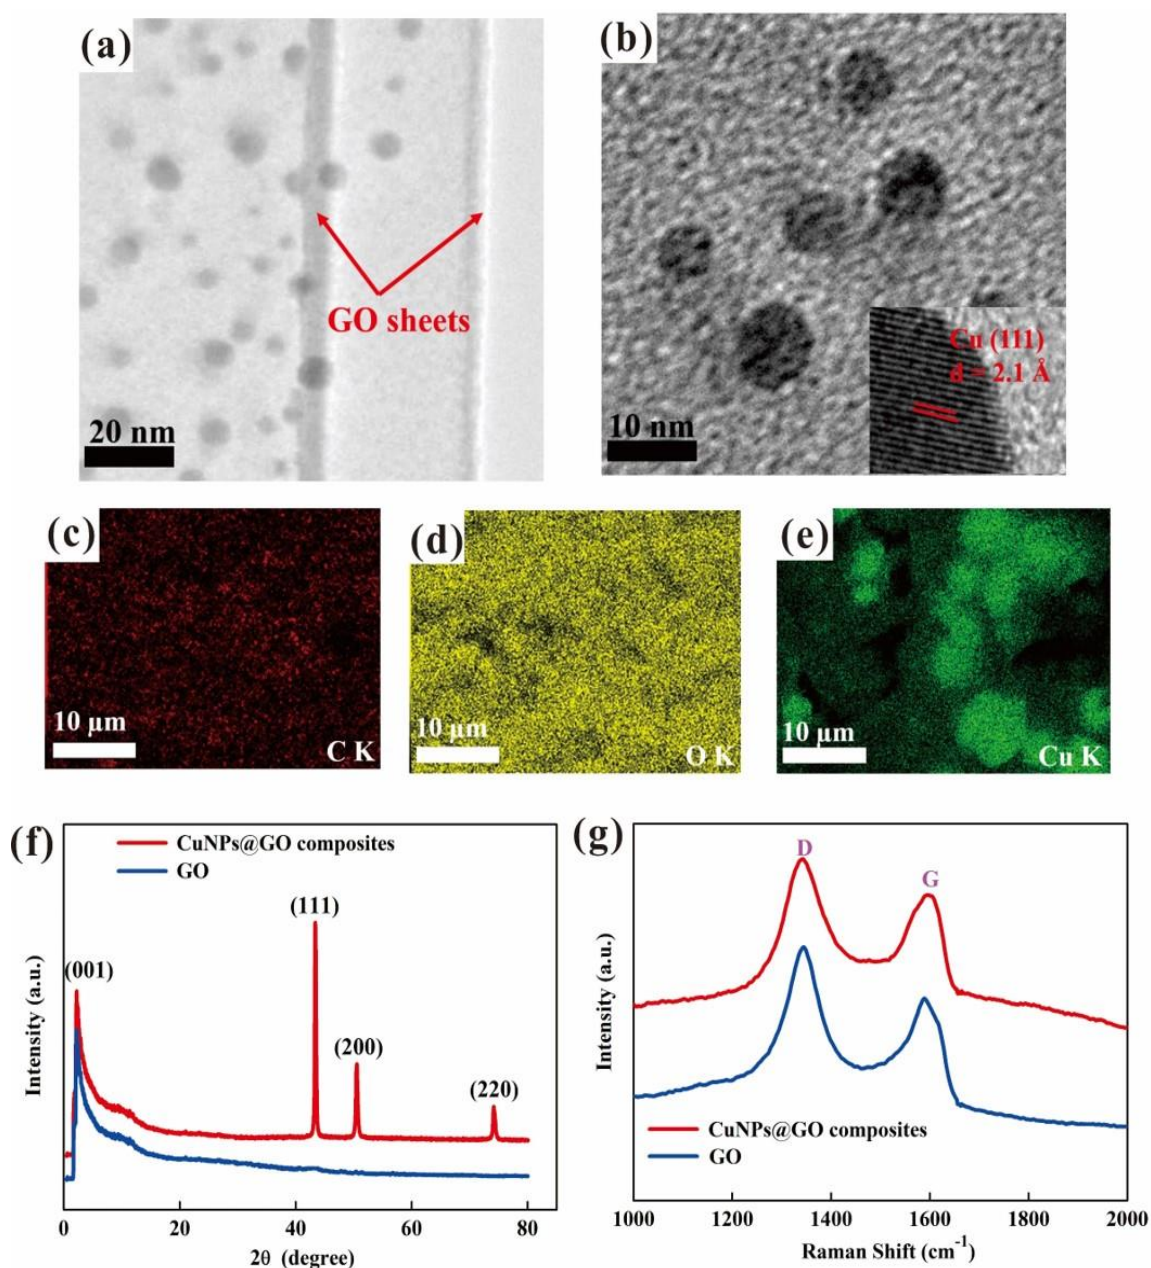 (a)
GO sheets
20 nm
(b)
Cu (111)
d = 2.1 Å
10 nm
(c)
10 µm
C K
(d)
10 µm
O K
(e)
10 µm
Cu K
(f)
CuNPs@GO composites
GO
(001)
(111)
(200)
(220)
Intensity (a.u.)
0 20 40 60 80
2θ (degree)
(g)
D
G
CuNPs@GO composites
GO
Intensity (a.u.)
1000 1200 1400 1600 1800 2000
Raman Shift (cm⁻¹)